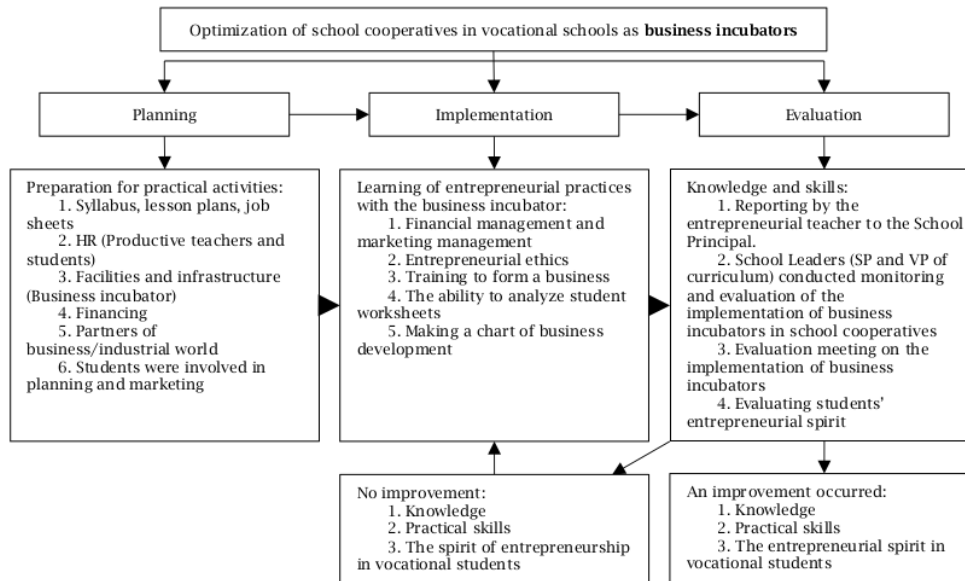 Optimization of school cooperatives in vocational schools as business incubators
Planning
Implementation
Evaluation
Preparation for practical activities:
1. Syllabus, lesson plans, job
sheets
2. HR (Productive teachers and
students)
3. Facilities and infrastructure
(Business incubator)
4. Financing
5. Partners of
business/industrial world
6. Students were involved in
planning and marketing
Learning of entrepreneurial practices
with the business incubator:
1. Financial management and
marketing management
2. Entrepreneurial ethics
3. Training to form a business
4. The ability to analyze student
worksheets
5. Making a chart of business
development
Knowledge and skills:
1. Reporting by the
entrepreneurial teacher to the School
Principal.
2. School Leaders (SP and VP of
curriculum) conducted monitoring
and evaluation of the
implementation of business
incubators in school cooperatives
3. Evaluation meeting on the
implementation of business
incubators
4. Evaluating students’
entrepreneurial spirit
No improvement:
1. Knowledge
2. Practical skills
3. The spirit of entrepreneurship
in vocational students
An improvement occurred:
1. Knowledge
2. Practical skills
3. The entrepreneurial spirit in
vocational students